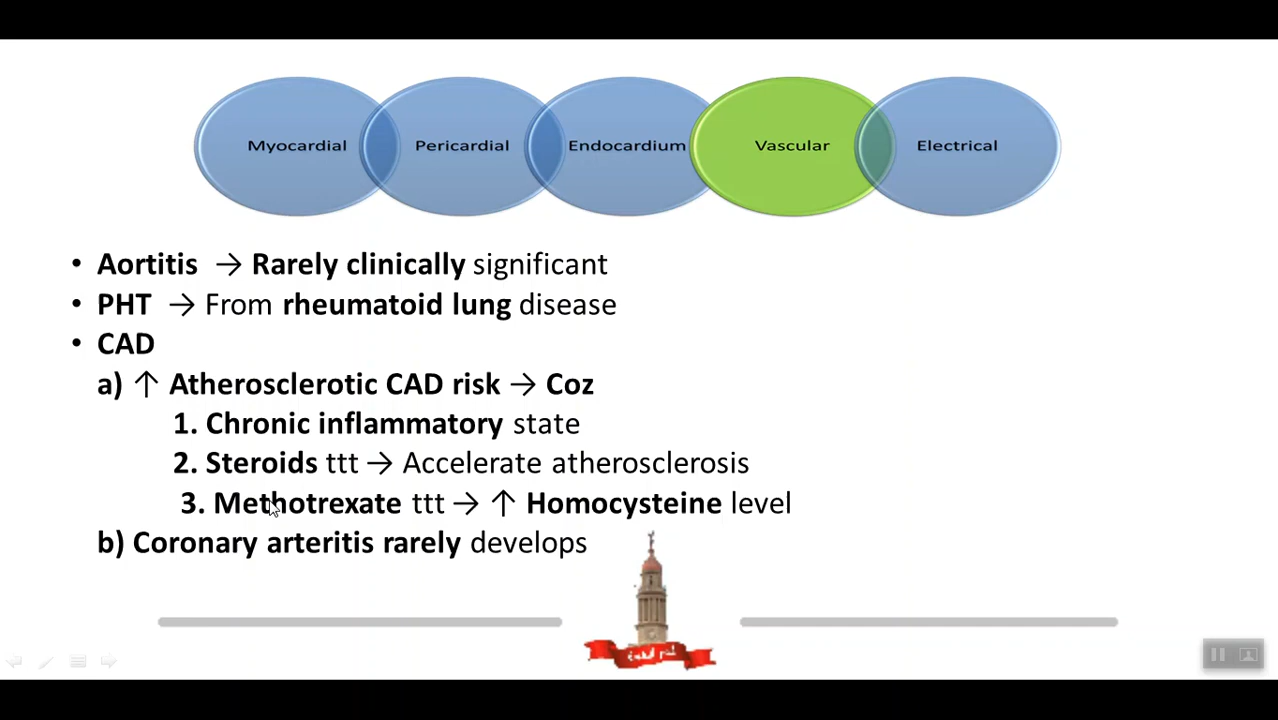 Myocardial
Pericardial
Endocardium
Vascular
Electrical
• Aortitis → Rarely clinically significant
• PHT → From rheumatoid lung disease
• CAD
a) ↑ Atherosclerotic CAD risk → Coz
1. Chronic inflammatory state
2. Steroids ttt → Accelerate atherosclerosis
3. Methotrexate ttt → ↑ Homocysteine level
b) Coronary arteritis rarely develops